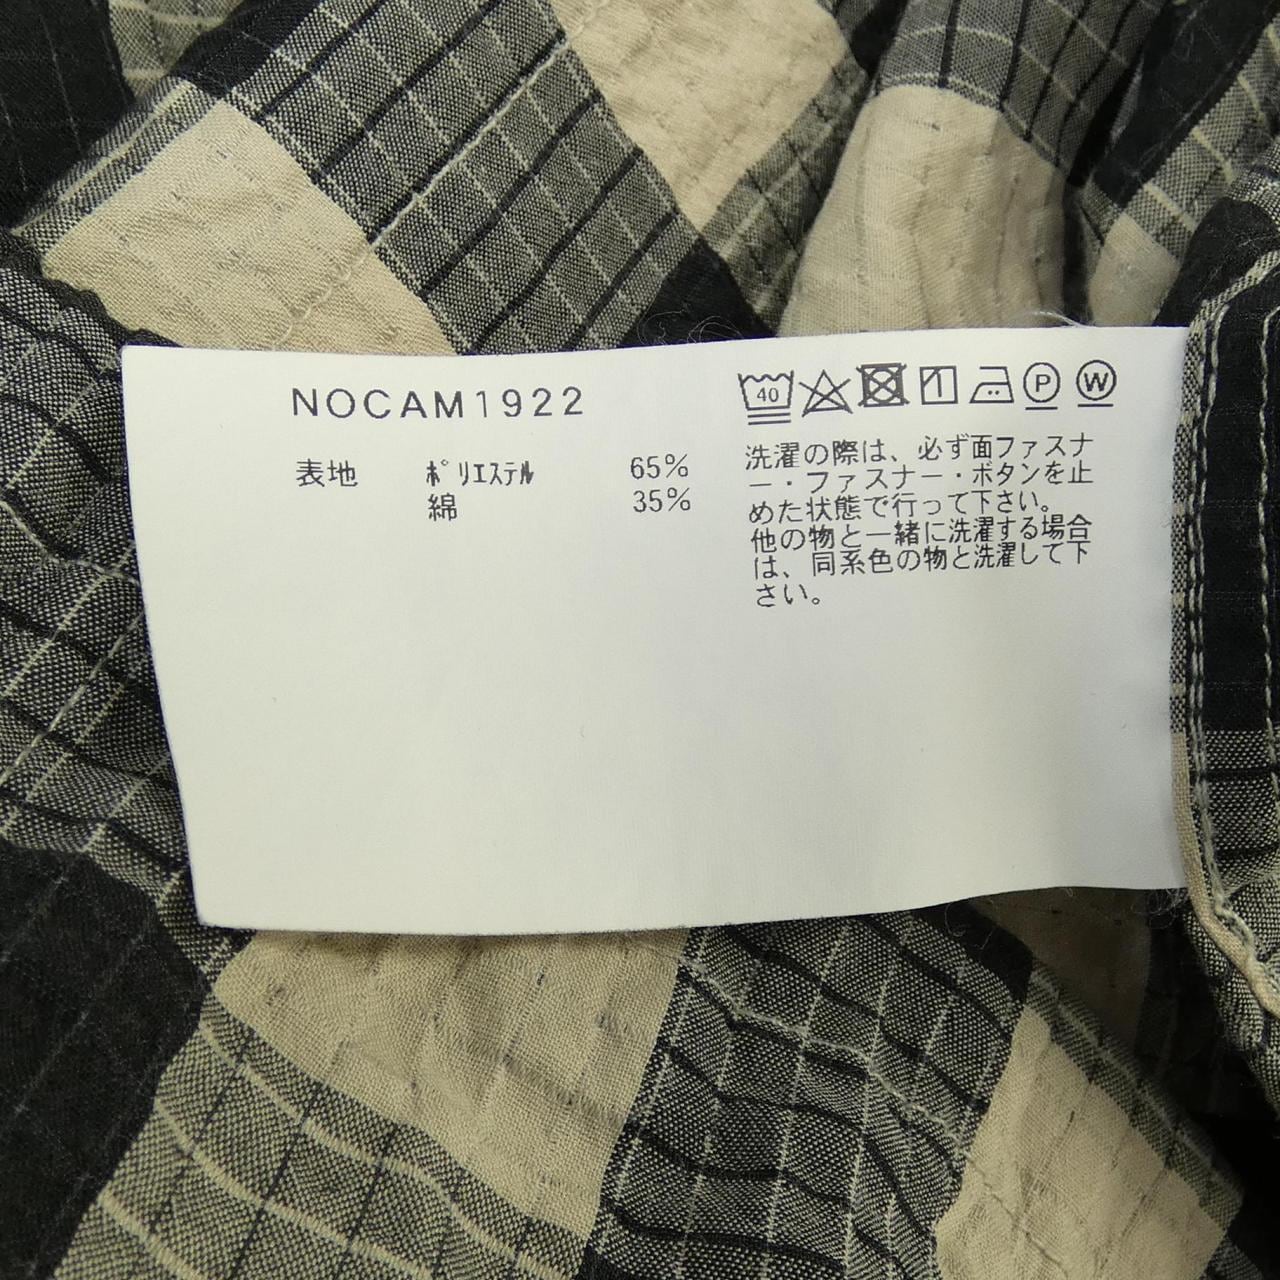 NOCAM1922
表地 ポリエステル 65%
綿 35%
40 P W
洗濯の際は、必ず面ファスナ
ー・ファスナー・ボタンを止
めた状態で行って下さい。
他の物と一緒に洗濯する場合
は、同系色の物と洗濯して下
さい。